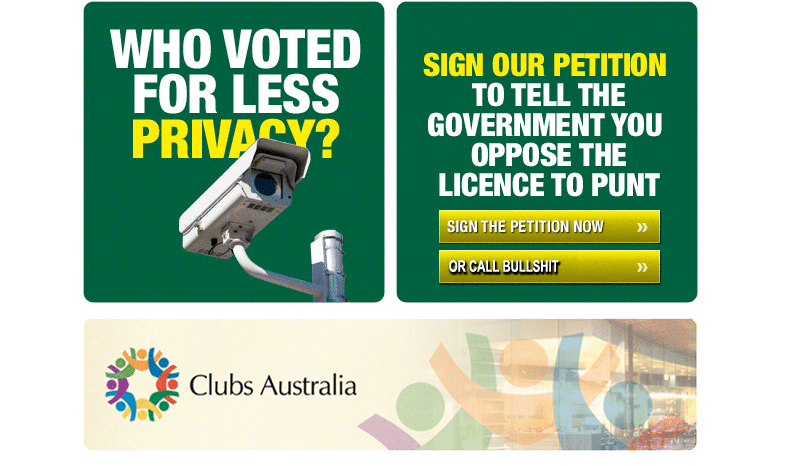 WHO VOTED
FOR LESS
PRIVACY?
SIGN OUR PETITION
TO TELL THE
GOVERNMENT YOU
OPPOSE THE
LICENCE TO PUNT
SIGN THE PETITION NOW »
OR CALL BULLSHIT »
Clubs Australia